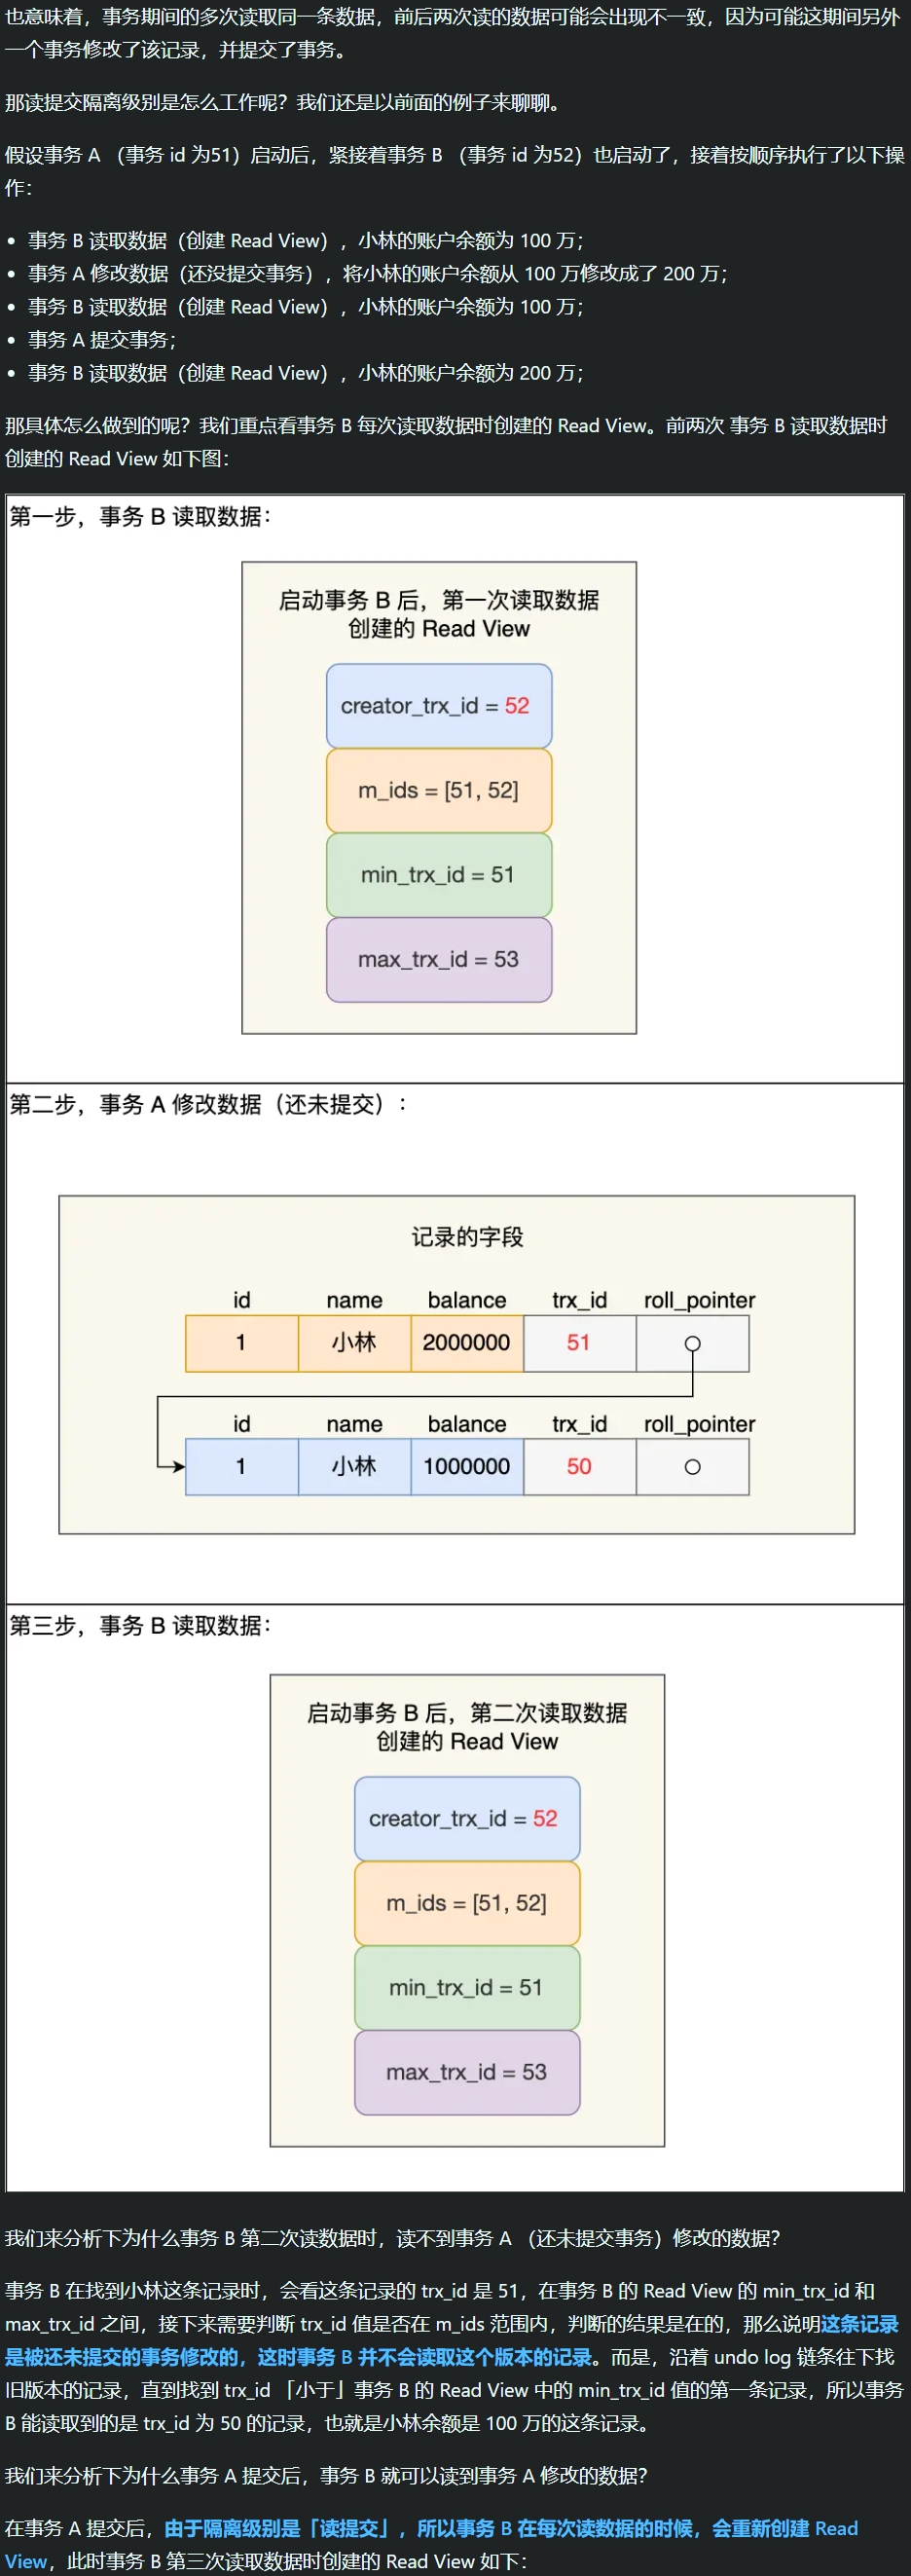 也意味着，事务期间的多次读取同一条数据，前后两次读的数据可能会出现不一致，因为可能这期间另外
一个事务修改了该记录，并提交了事务。
那读提交隔离级别是怎么工作呢？我们还是以前面的例子来聊聊。
假设事务 A （事务 id 为51）启动后，紧接着事务 B （事务 id 为52）也启动了，接着按顺序执行了以下操
作：
• 事务 B 读取数据（创建 Read View），小林的账户余额为 100 万；
• 事务 A 修改数据（还没提交事务），将小林的账户余额从 100 万修改成了 200 万；
• 事务 B 读取数据（创建 Read View），小林的账户余额为 100 万；
• 事务 A 提交事务；
• 事务 B 读取数据（创建 Read View），小林的账户余额为 200 万；
那具体怎么做到的呢？我们重点看事务 B 每次读取数据时创建的 Read View。前两次 事务 B 读取数据时
创建的 Read View 如下图：
第一步，事务 B 读取数据：
启动事务 B 后，第一次读取数据
创建的 Read View
creator_trx_id = 52
m_ids = [51, 52]
min_trx_id = 51
max_trx_id = 53
第二步，事务 A 修改数据（还未提交）：
记录的字段
id name balance trx_id roll_pointer
1 小林 2000000 51
id name balance trx_id roll_pointer
1 小林 1000000 50
第三步，事务 B 读取数据：
启动事务 B 后，第二次读取数据
创建的 Read View
creator_trx_id = 52
m_ids = [51, 52]
min_trx_id = 51
max_trx_id = 53
我们来分析下为什么事务 B 第二次读数据时，读不到事务 A （还未提交事务）修改的数据？
事务 B 在找到小林这条记录时，会看这条记录的 trx_id 是 51，在事务 B 的 Read View 的 min_trx_id 和
max_trx_id 之间，接下来需要判断 trx_id 值是否在 m_ids 范围内，判断的结果是在的，那么说明这条记录
是被还未提交的事务修改的，这时事务 B 并不会读取这个版本的记录。而是，沿着 undo log 链条往下找
旧版本的记录，直到找到 trx_id 「小于」事务 B 的 Read View 中的 min_trx_id 值的第一条记录，所以事务
B 能读取到的是 trx_id 为 50 的记录，也就是小林余额是 100 万的这条记录。
我们来分析下为什么事务 A 提交后，事务 B 就可以读到事务 A 修改的数据？
在事务 A 提交后，由于隔离级别是「读提交」，所以事务 B 在每次读数据的时候，会重新创建 Read
View，此时事务 B 第三次读取数据时创建的 Read View 如下：